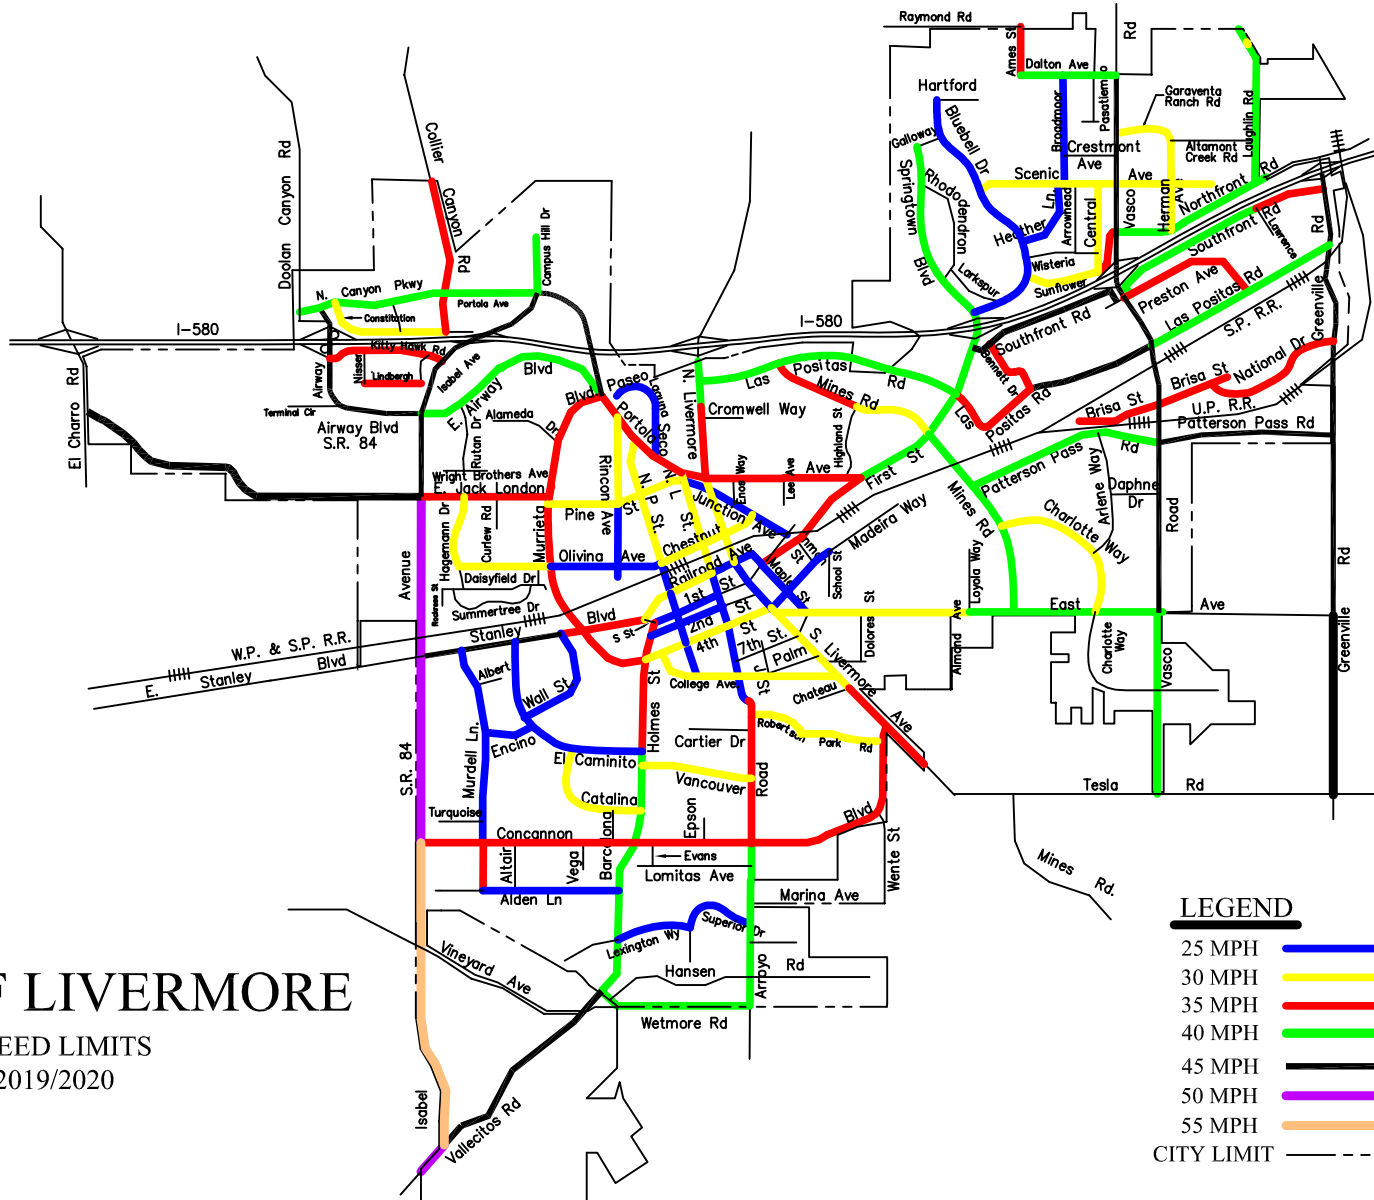 Raymond Rd
Ames St
Rd
Dalton Ave
Hartford
Broadmoor
Garaventa
Ranch Rd
Laughlin Rd
Bluebell Dr
Galloway
Crestmont
Ave
Altamont
Creek Rd
Springtown
Blvd
Rhododendron
Scenic
Ave
Northfront Rd
Doolan Canyon Rd
Collier
Canyon
Rd
Heather
Ln.
Arrowhead
Central
Vasco
Herman
Ave
Southfront Rd
Lawrence
Rd
Campus Hill Dr
N. Canyon Pkwy
Portola Ave
Constitution
Larkspur
Wisteria
Sunflower
Preston Ave
Las Positas Rd
S.P. R.R.
Greenville
I-580
I-580
Southfront Rd
Kitty Hawk Rd
Nissen
Lindbergh
Airway
Isabel Ave
Terminal Cir
Airway Blvd
S.R. 84
El Charro Rd
E. Airway
Blvd
Blvd
Paseo
Laguna Seco
Portola
N. Livermore
Las
Positas
Rd
Mines Rd
Bennett Dr
Las
Positas Rd
Brisa St
National Dr
Brisa St
U.P. R.R.
Patterson Pass Rd
Alameda
Dr
Ruian Dr
Cromwell Way
Highland St
Wright Brothers Ave
E. Jack London
Rincon Ave
Enos Way
Lee Ave
Ave
First St
Patterson Pass
Rd
Arlene Way
Daphne
Dr
Road
Mines Rd
Charlotte Way
Hagemann Dr
Curlew Rd
Murrieta
Pine St
N. P St.
N. L St.
Junction Ave
Chestnut
Madeira Way
Olivina Ave
Daisyfield Dr
Summertree Dr
Railroad Ave
Maple St
School St
Loyola Way
Avenue
1st St
2nd St
4th St
7th St.
S St
Stanley
Blvd
W.P. & S.P. R.R.
E. Stanley Blvd
Dolores St
East
Ave
Ave
Almond
Charlotte
Way
Vasco
Rd
Greenville
Albert
Wall St
Murdell Ln.
Encino
College Ave
J St
Palm
S. Livermore
Ave
Chateau
Holmes
St
Cartier Dr
Robertson
Park
Rd
El Caminito
Catalina
Vancouver
Road
Tesla
Rd
S.R. 84
Turquoise
Concannon
Blvd
Altair
Vega
Barcelona
Epson
Evans
Lomitas Ave
Wente St
Marina Ave
Alden Ln
Mines
Rd.
Vineyard Ave
Lexington Wy
Superior Dr
Hansen
Rd
Arroyo
Wetmore Rd
Isabel
Vallecitos Rd
F LIVERMORE
EED LIMITS
2019/2020
LEGEND
25 MPH
30 MPH
35 MPH
40 MPH
45 MPH
50 MPH
55 MPH
CITY LIMIT